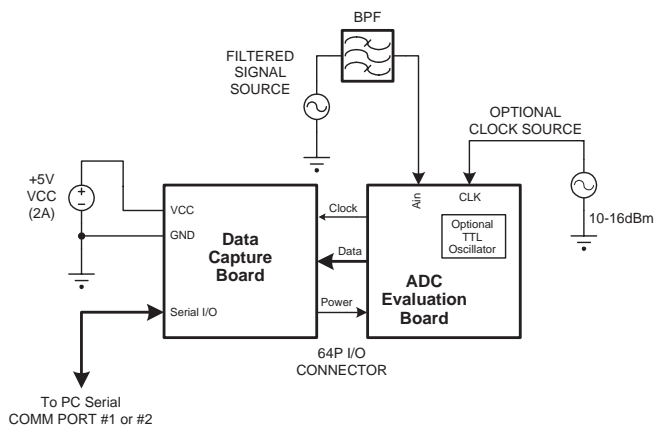 BPF
FILTERED
SIGNAL
SOURCE
OPTIONAL
CLOCK SOURCE
+5V
VCC
(2A)
VCC
GND
Data
Capture
Board
Serial I/O
Clock
Data
Power
Ain
CLK
Optional
TTL
Oscillator
ADC
Evaluation
Board
10-16dBm
64P I/O
CONNECTOR
To PC Serial
COMM PORT #1 or #2